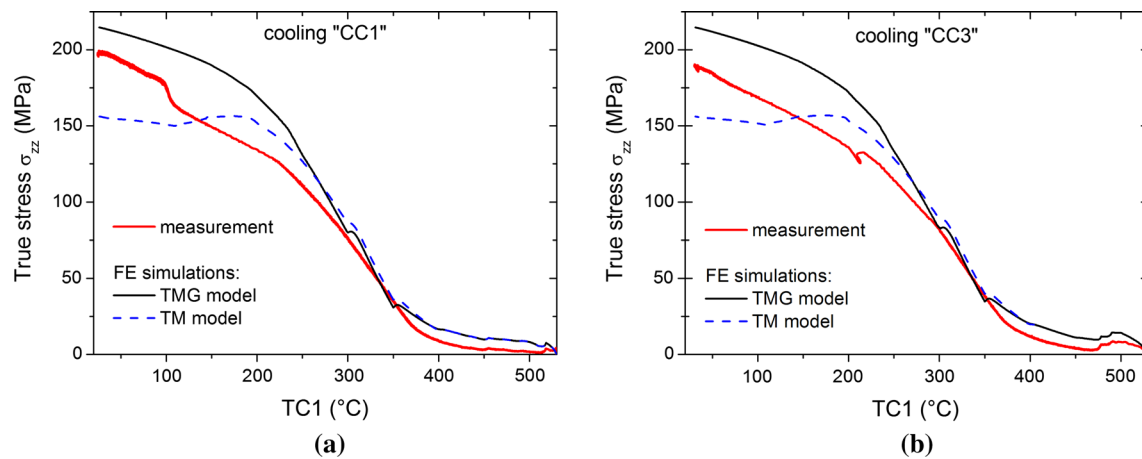 cooling "CC1"
200
150
100
50
0
True stress σzz (MPa)
measurement
FE simulations:
TMG model
TM model
100 200 300 400 500
TC1 (°C)
(a)
cooling "CC3"
200
150
100
50
0
True stress σzz (MPa)
measurement
FE simulations:
TMG model
TM model
100 200 300 400 500
TC1 (°C)
(b)